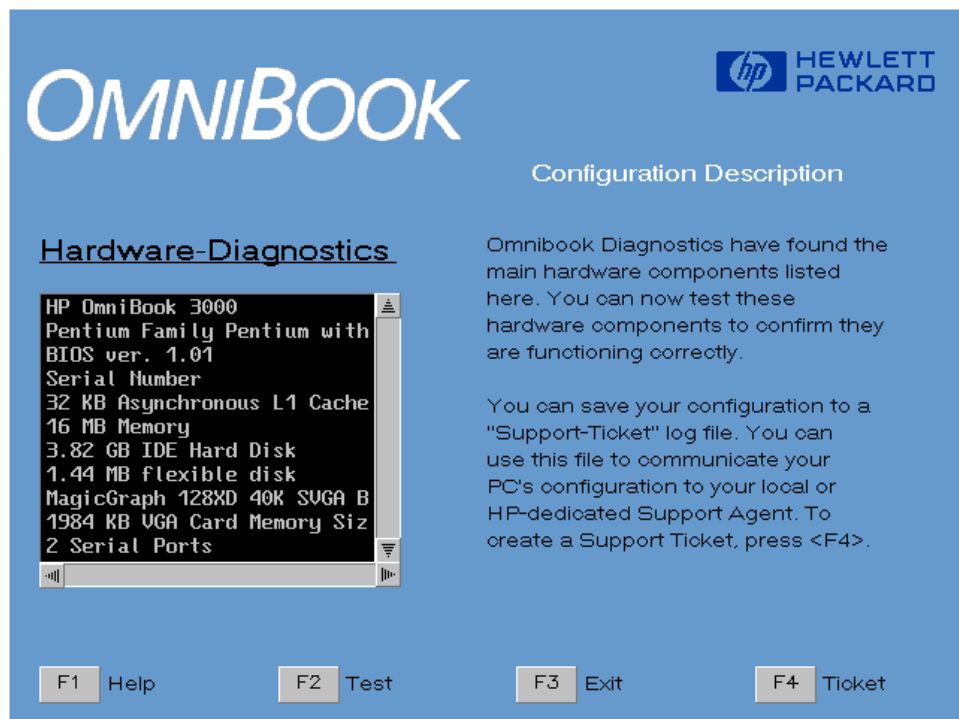 OMNIBOOK
hp HEWLETT
PACKARD
Configuration Description
Hardware-Diagnostics
HP OmniBook 3000
Pentium Family Pentium with
BIOS ver. 1.01
Serial Number
32 KB Asynchronous L1 Cache
16 MB Memory
3.82 GB IDE Hard Disk
1.44 MB flexible disk
MagicGraph 128XD 40K SVGA B
1984 KB VGA Card Memory Siz
2 Serial Ports
Omnibook Diagnostics have found the
main hardware components listed
here. You can now test these
hardware components to confirm they
are functioning correctly.
You can save your configuration to a
"Support-Ticket" log file. You can
use this file to communicate your
PC's configuration to your local or
HP-dedicated Support Agent. To
create a Support Ticket, press <F4>.
F1 Help
F2 Test
F3 Exit
F4 Ticket